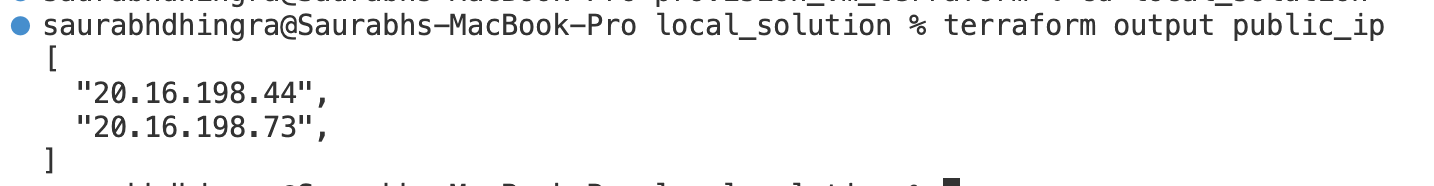 saurabhdhingra@Saurabhs-MacBook-Pro local_solution % terraform output public_ip
[
  "20.16.198.44",
  "20.16.198.73",
]